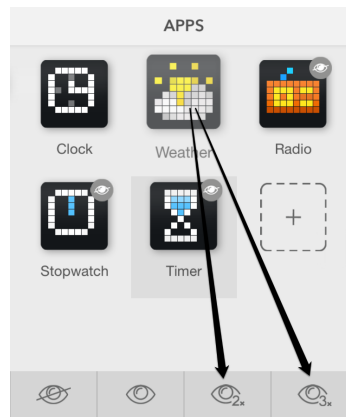 APPS
Clock
Weather
Radio
Stopwatch
+
Timer
2x
3x